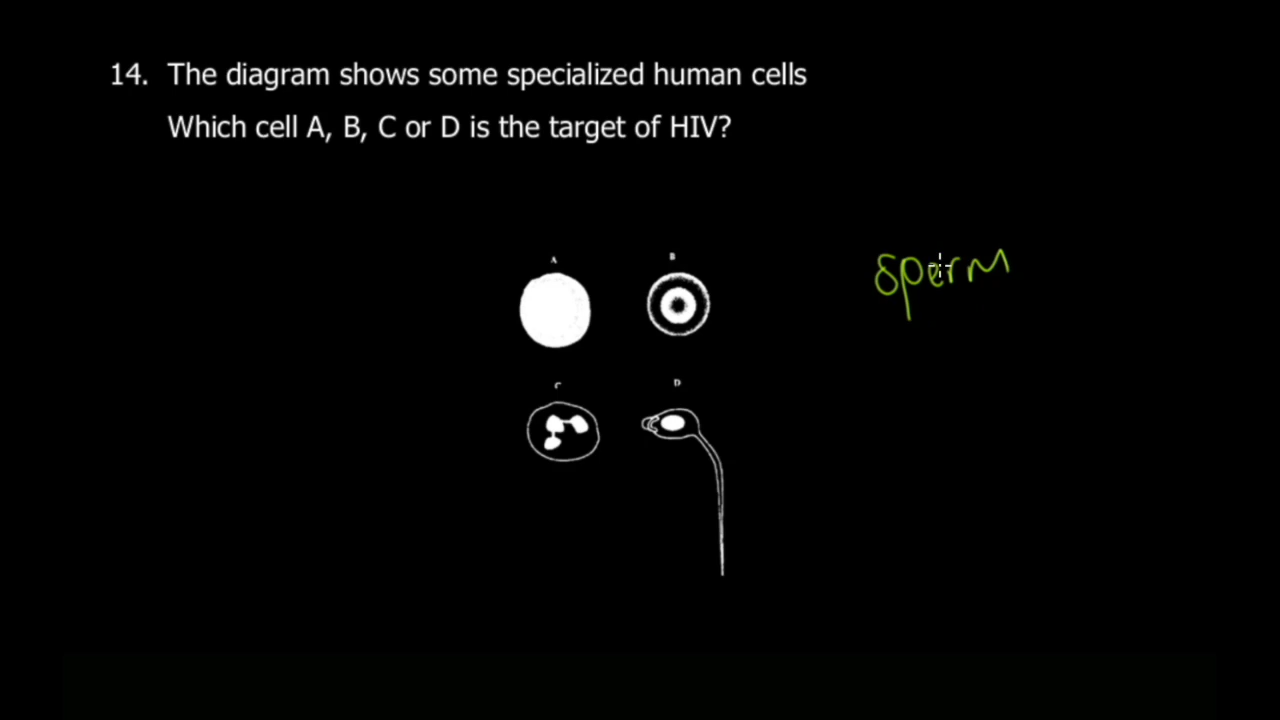 14. The diagram shows some specialized human cells
Which cell A, B, C or D is the target of HIV?
A
B
sperm
C
D